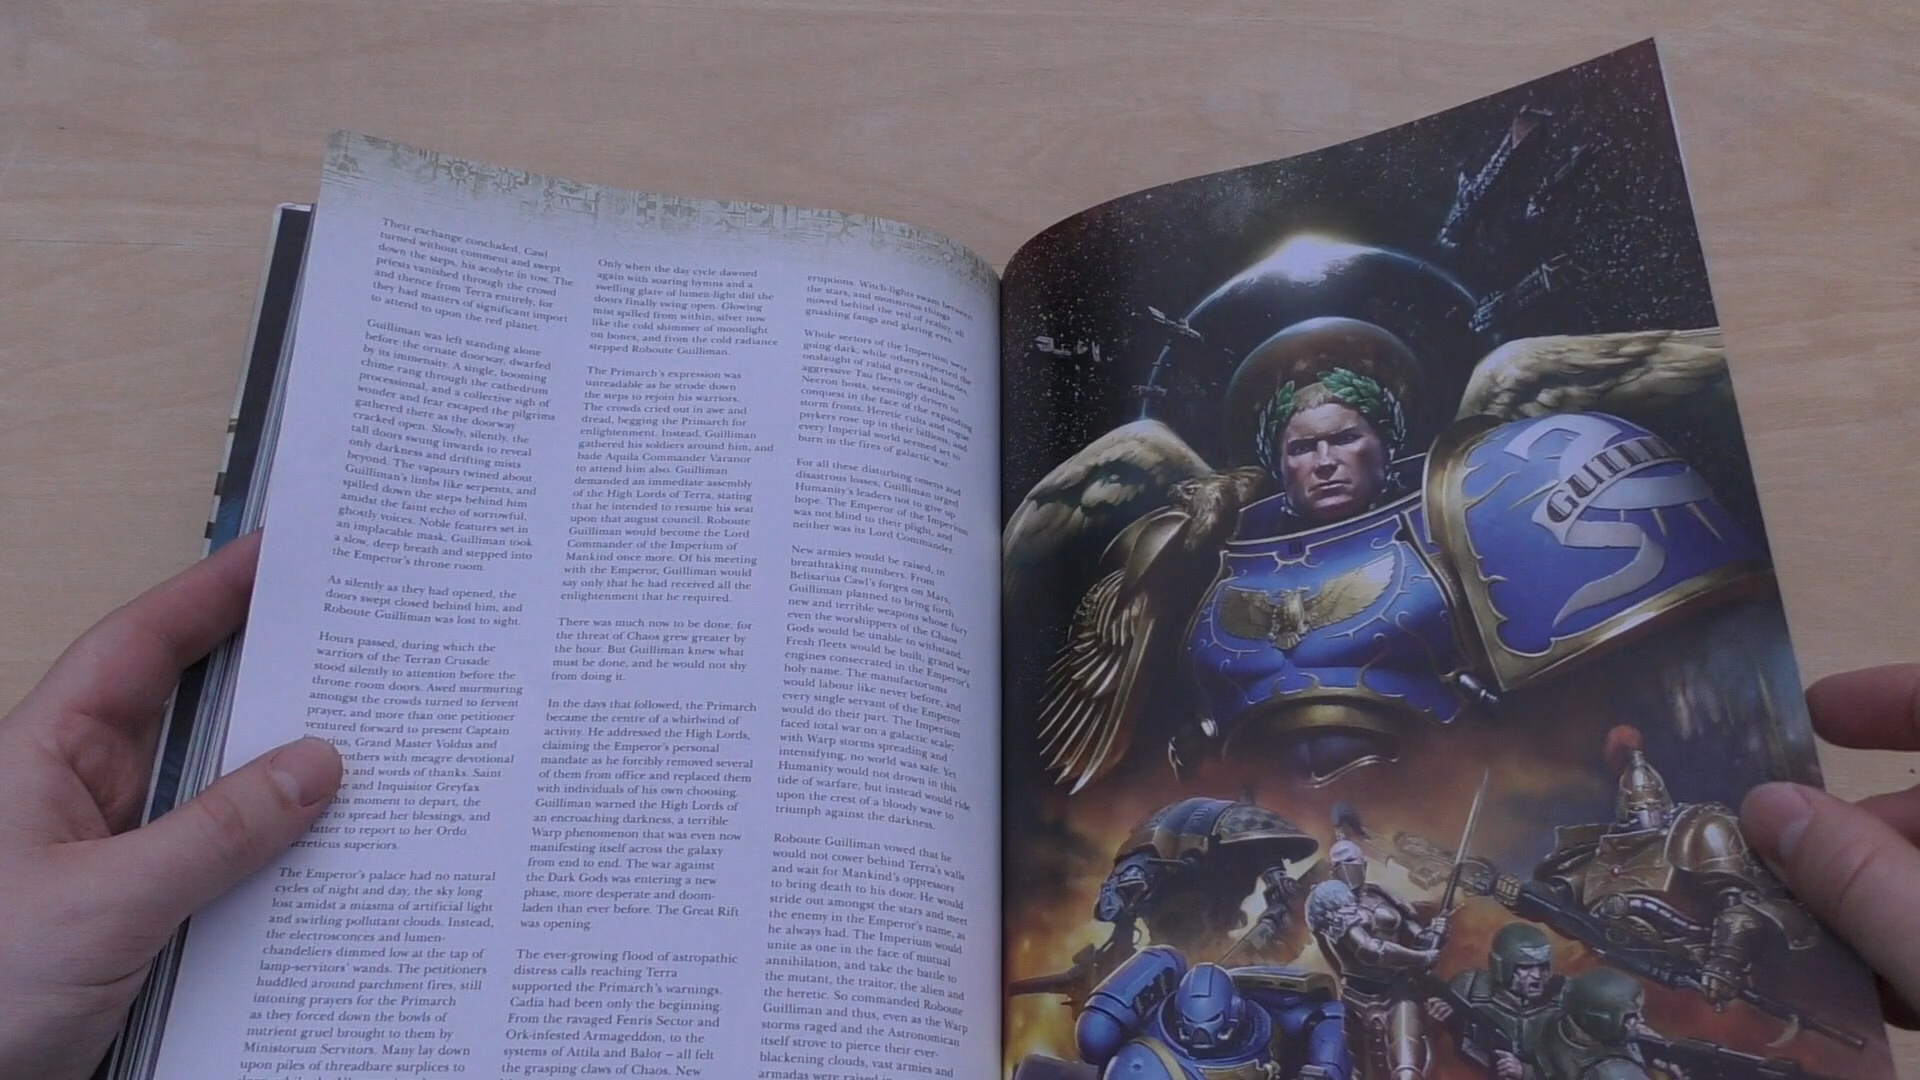 Their exchange concluded, Cawl
turned without comment and swept
down the steps, his acolyte in tow. The
priests vanished through the crowd
and thence from Terra entirely, for
they had matters of significant import
to attend to upon the red planet.
Guilliman was left standing alone
before the ornate doorway, dwarfed
by its immensity. A single, booming
chime rang through the cathedrum
processional, and a collective sigh of
wonder and fear escaped the pilgrims
gathered there as the doorway
cracked open. Slowly, silently, the
tall doors swung inwards to reveal
only darkness and drifting mists
beyond. The vapours twined about
Guilliman's limbs like serpents, and
spilled down the steps behind him
amidst the faint echo of sorrowful,
ghostly voices. Noble features set in
an implacable mask, Guilliman took
a slow, deep breath and stepped into
the Emperor's throne room.
As silently as they had opened, the
doors swept closed behind him, and
Roboute Guilliman was lost to sight.
Hours passed, during which the
warriors of the Terran Crusade
stood silently to attention before the
throne room doors. Awed murmuring
amongst the crowds turned to fervent
prayer, and more than one petitioner
ventured forward to present Captain
Grand Master Voldus and
with meagre devotional
and words of thanks. Saint
and Inquisitor Greyfax
moment to depart, the
to spread her blessings, and
latter to report to her Ordo
superiors.
The Emperor's palace had no natural
cycles of night and day, the sky long
lost amidst a miasma of artificial light
and swirling pollutant clouds. Instead,
the electrosconces and lumen-
chandeliers dimmed low at the tap of
lamp-servitors' wands. The petitioners
huddled around parchment fires, still
intoning prayers for the Primarch
as they forced down the bowls of
nutrient gruel brought to them by
Ministorum Servitors. Many lay down
upon piles of threadbare surplices to
Only when the day cycle dawned
again with soaring hymns and a
swelling glare of lumen-light did the
doors finally swing open. Glowing
mist spilled from within, silver now
like the cold shimmer of moonlight
on bones, and from the cold radiance
stepped Roboute Guilliman.
The Primarch's expression was
unreadable as he strode down
the steps to rejoin his warriors.
The crowds cried out in awe and
dread, begging the Primarch for
enlightenment. Instead, Guilliman
gathered his soldiers around him, and
bade Aquila Commander Varanor
to attend him also. Guilliman
demanded an immediate assembly
of the High Lords of Terra, stating
that he intended to resume his seat
upon that august council. Roboute
Guilliman would become the Lord
Commander of the Imperium of
Mankind once more. Of his meeting
with the Emperor, Guilliman would
say only that he had received all the
enlightenment that he required.
There was much now to be done, for
the threat of Chaos grew greater by
the hour. But Guilliman knew what
must be done, and he would not shy
from doing it.
In the days that followed, the Primarch
became the centre of a whirlwind of
activity. He addressed the High Lords,
claiming the Emperor's personal
mandate as he forcibly removed several
of them from office and replaced them
with individuals of his own choosing.
Guilliman warned the High Lords of
an encroaching darkness, a terrible
Warp phenomenon that was even now
manifesting itself across the galaxy
from end to end. The war against
the Dark Gods was entering a new
phase, more desperate and doom-
laden than ever before. The Great Rift
was opening.
The ever-growing flood of astropathic
distress calls reaching Terra
supported the Primarch's warnings.
Cadia had been only the beginning.
From the ravaged Fenris Sector and
Ork-infested Armageddon, to the
systems of Attila and Balor – all felt
the grasping claws of Chaos. New
eruptions. Witch-lights swam between
the stars, and monstrous things
moved behind the veil of reality, all
gnashing fangs and glaring eyes.
Whole sectors of the Imperium were
going dark, while others reported the
onslaught of rabid greenskin hordes,
aggressive Tau fleets or deathless
Necron hosts, seemingly driven to
conquest in the face of the expanding
storm fronts. Heretic cults and rogue
psykers rose up in their billions, and
every Imperial world seemed set to
burn in the fires of galactic war.
For all these disturbing omens and
disastrous losses, Guilliman urged
Humanity's leaders not to give up
hope. The Emperor of the Imperium
was not blind to their plight, and
neither was its Lord Commander.
New armies would be raised, in
breathtaking numbers. From
Belisarius Cawl's forges on Mars,
Guilliman planned to bring forth
new and terrible weapons whose fury
even the worshippers of the Chaos
Gods would be unable to withstand.
Fresh fleets would be built, grand war
engines consecrated in the Emperor's
holy name. The manufactorums
would labour like never before, and
every single servant of the Emperor
would do their part. The Imperium
faced total war on a galactic scale;
with Warp storms spreading and
intensifying, no world was safe. Yet
Humanity would not drown in this
tide of warfare, but instead would ride
upon the crest of a bloody wave to
triumph against the darkness.
Roboute Guilliman vowed that he
would not cower behind Terra's walls
and wait for Mankind's oppressors
to bring death to his door. He would
stride out amongst the stars and meet
the enemy in the Emperor's name, as
he always had. The Imperium would
unite as one in the face of mutual
annihilation, and take the battle to
the mutant, the traitor, the alien and
the heretic. So commanded Roboute
Guilliman and thus, even as the Warp
storms raged and the Astronomican
itself strove to pierce their ever-
blackening clouds, vast armies and
armadas were raised